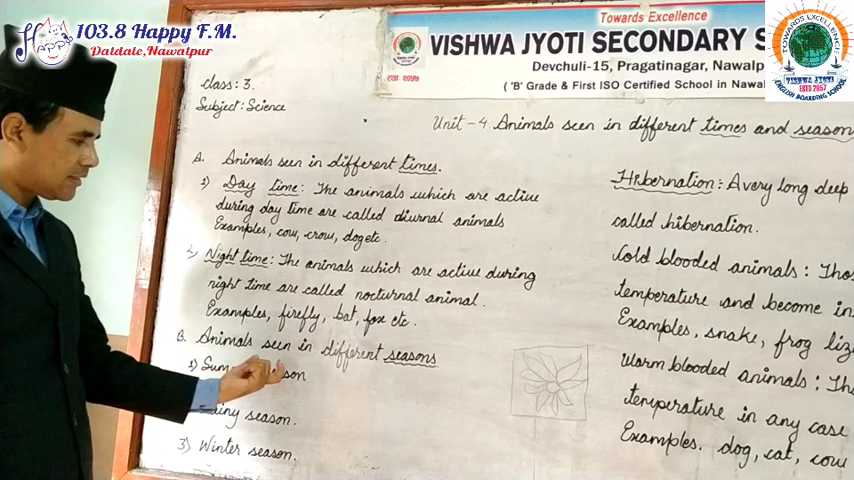 103.8 Happy F.M.
Daldale, Nawalpur
Towards Excellence
VISHWA JYOTI SECONDARY S
Devchuli-15, Pragatinagar, Nawalp
( 'B' Grade & First ISO Certified School in Nawal
TOWARDS EXCELLENCE
VISHWA JYOTI
ESTD 2057
ENGLISH BOARDING SCHOOL
Class: 3.
Subject: Science
Unit-4. Animals seen in different times and season
A. Animals seen in different times.
1) Day time: The animals which are active
during day time are called diurnal animals
Examples, cow, crow, dog etc.
2) Night time: The animals which are active during
night time are called nocturnal animal.
Examples, firefly, bat, fox etc.
B. Animals seen in different seasons
1) Sum
season.
3) Winter season.
Hibernation: A very long deep
called hibernation.
Cold blooded animals: Thos
temperature and become in
Examples, snake, frog liz
Warm blooded animals: The
temperature in any case
Examples. dog, cat, cow